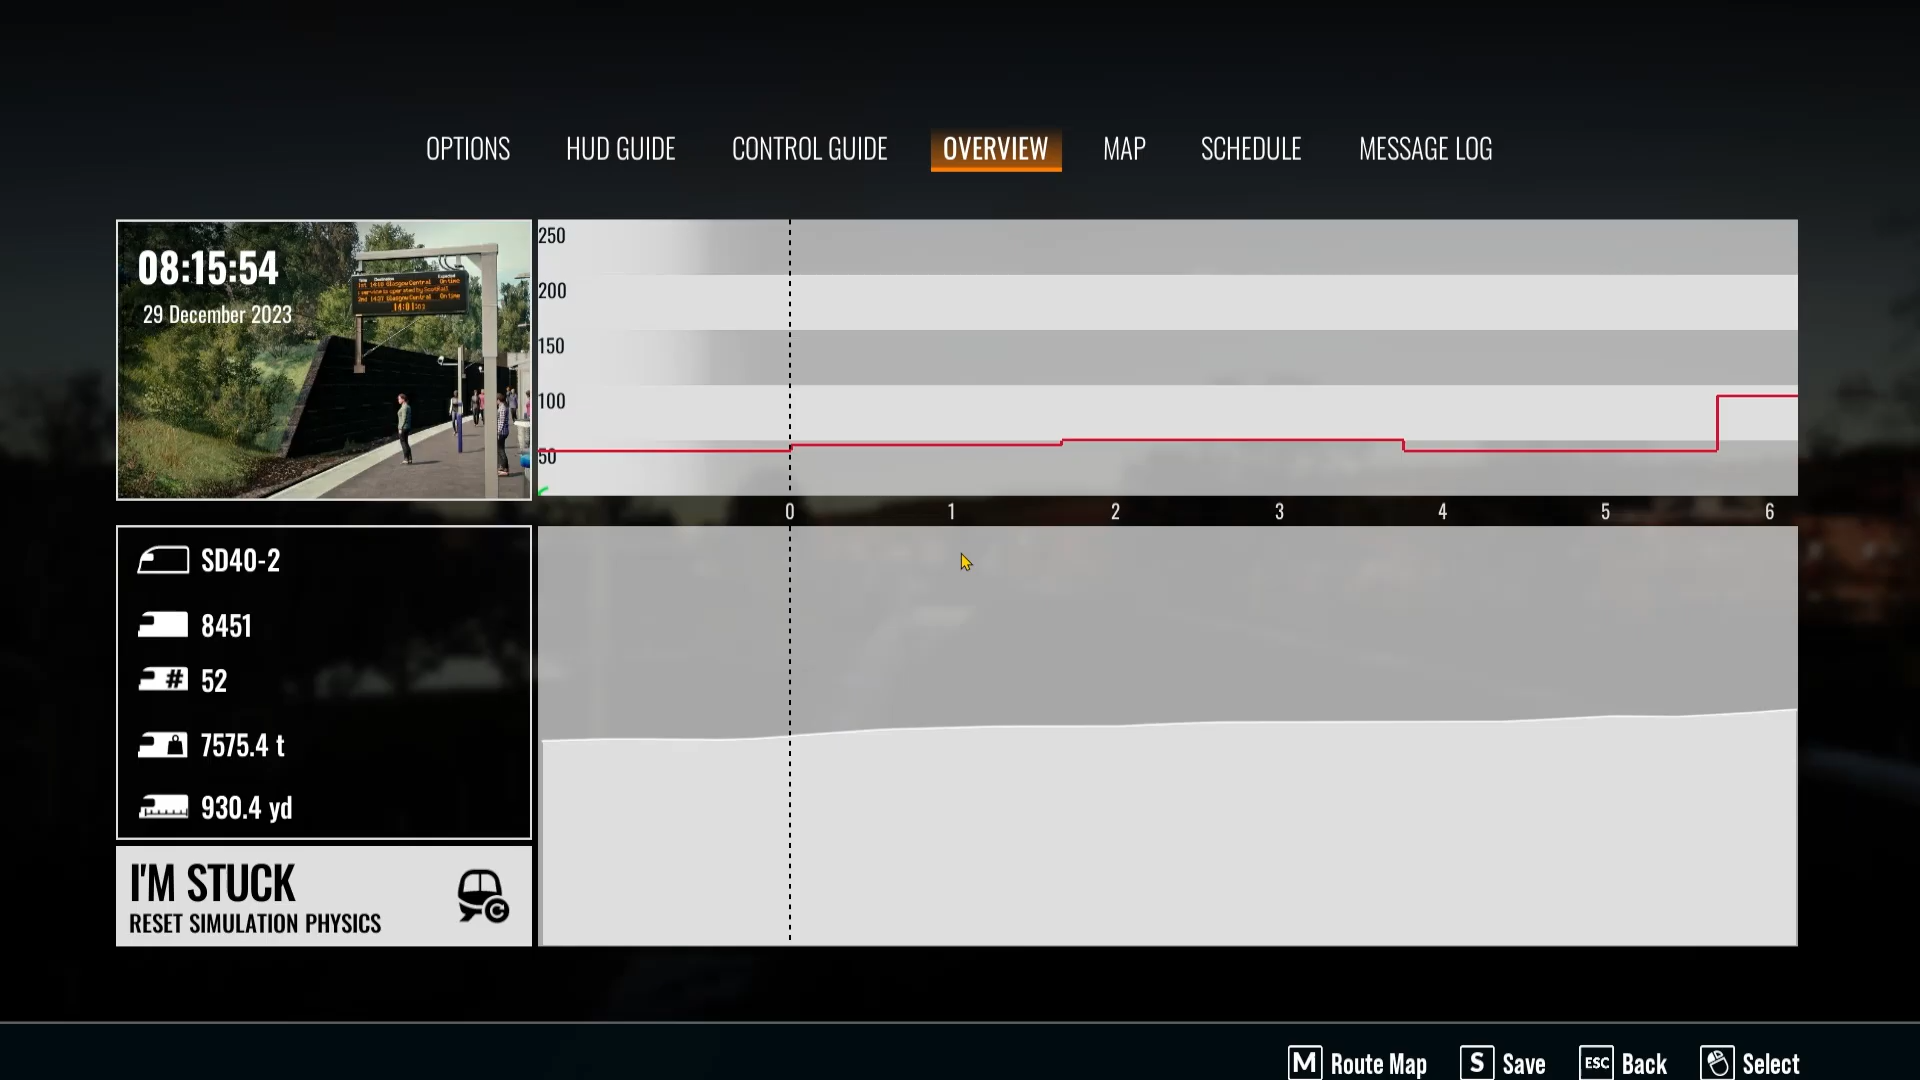 OPTIONS HUD GUIDE CONTROL GUIDE OVERVIEW MAP SCHEDULE MESSAGE LOG
08:15:54
29 December 2023
250
200
150
100
50
0 1 2 3 4 5 6
SD40-2
8451
# 52
7575.4 t
930.4 yd
I'M STUCK
RESET SIMULATION PHYSICS
M Route Map S Save ESC Back Select